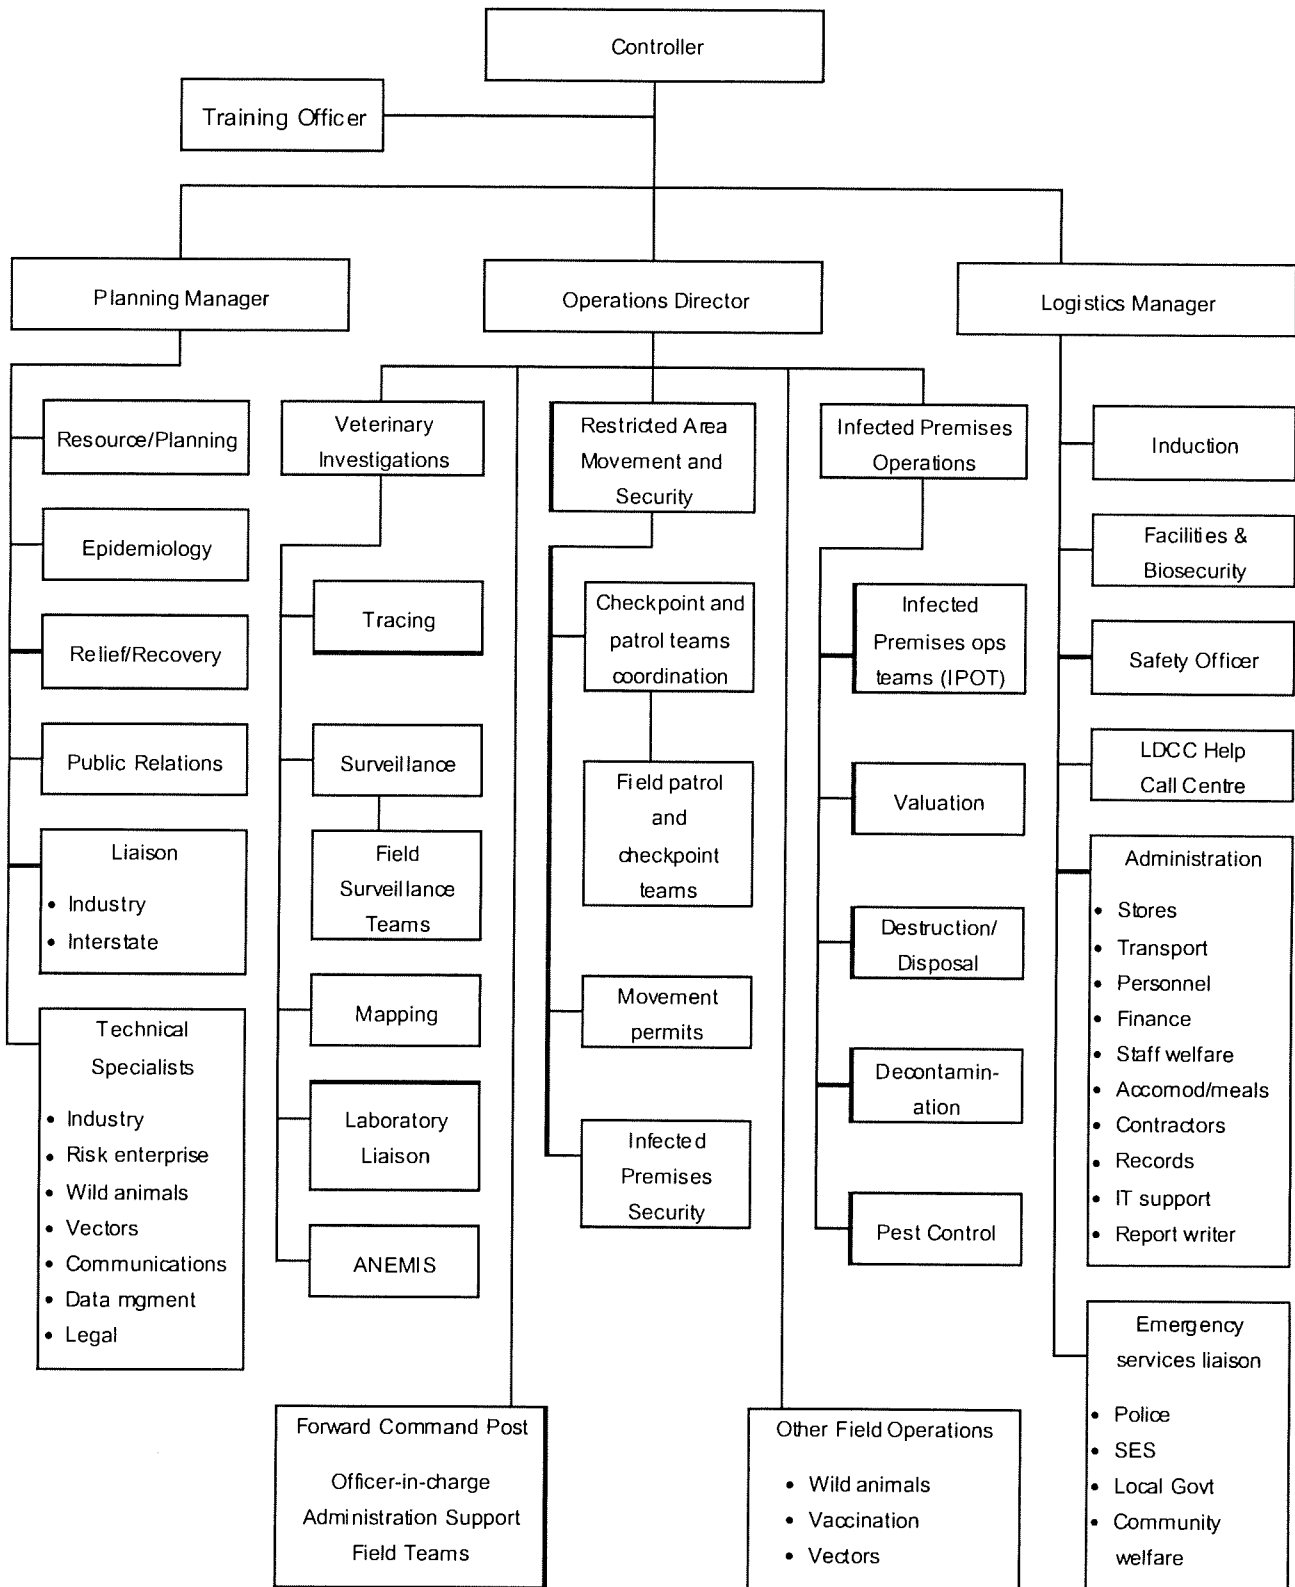 Controller
Training Officer
Planning Manager
Operations Director
Logistics Manager
Resource/Planning
Epidemiology
Relief/Recovery
Public Relations
Liaison
• Industry
• Interstate
Technical
Specialists
• Industry
• Risk enterprise
• Wild animals
• Vectors
• Communications
• Data mgment
• Legal
Veterinary
Investigations
Tracing
Surveillance
Field
Surveillance
Teams
Mapping
Laboratory
Liaison
ANEMIS
Forward Command Post
Officer-in-charge
Administration Support
Field Teams
Restricted Area
Movement and
Security
Checkpoint and
patrol teams
coordination
Field patrol
and
checkpoint
teams
Movement
permits
Infected
Premises
Security
Infected Premises
Operations
Infected
Premises ops
teams (IPOT)
Valuation
Destruction/
Disposal
Decontamin-
ation
Pest Control
Other Field Operations
• Wild animals
• Vaccination
• Vectors
Induction
Facilities &
Biosecurity
Safety Officer
LDCC Help
Call Centre
Administration
• Stores
• Transport
• Personnel
• Finance
• Staff welfare
• Accomod/meals
• Contractors
• Records
• IT support
• Report writer
Emergency
services liaison
• Police
• SES
• Local Govt
• Community
welfare